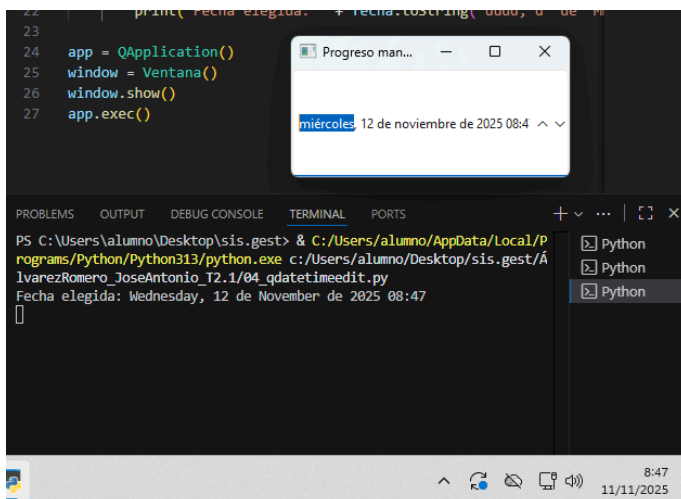 22 print("Fecha elegida: " + fecha.toString("dddd, d 'de' M
23
24 app = QApplication()
25 window = Ventana()
26 window.show()
27 app.exec()
Progreso man...
miércoles, 12 de noviembre de 2025 08:4
PROBLEMS OUTPUT DEBUG CONSOLE TERMINAL PORTS
PS C:\Users\alumno\Desktop\sis.gest> & C:/Users/alumno/AppData/Local/P
rograms/Python/Python313/python.exe c:/Users/alumno/Desktop/sis.gest/Á
lvarezRomero_JoseAntonio_T2.1/04_qdatetimeedit.py
Fecha elegida: Wednesday, 12 de November de 2025 08:47
Python
Python
Python
8:47
11/11/2025